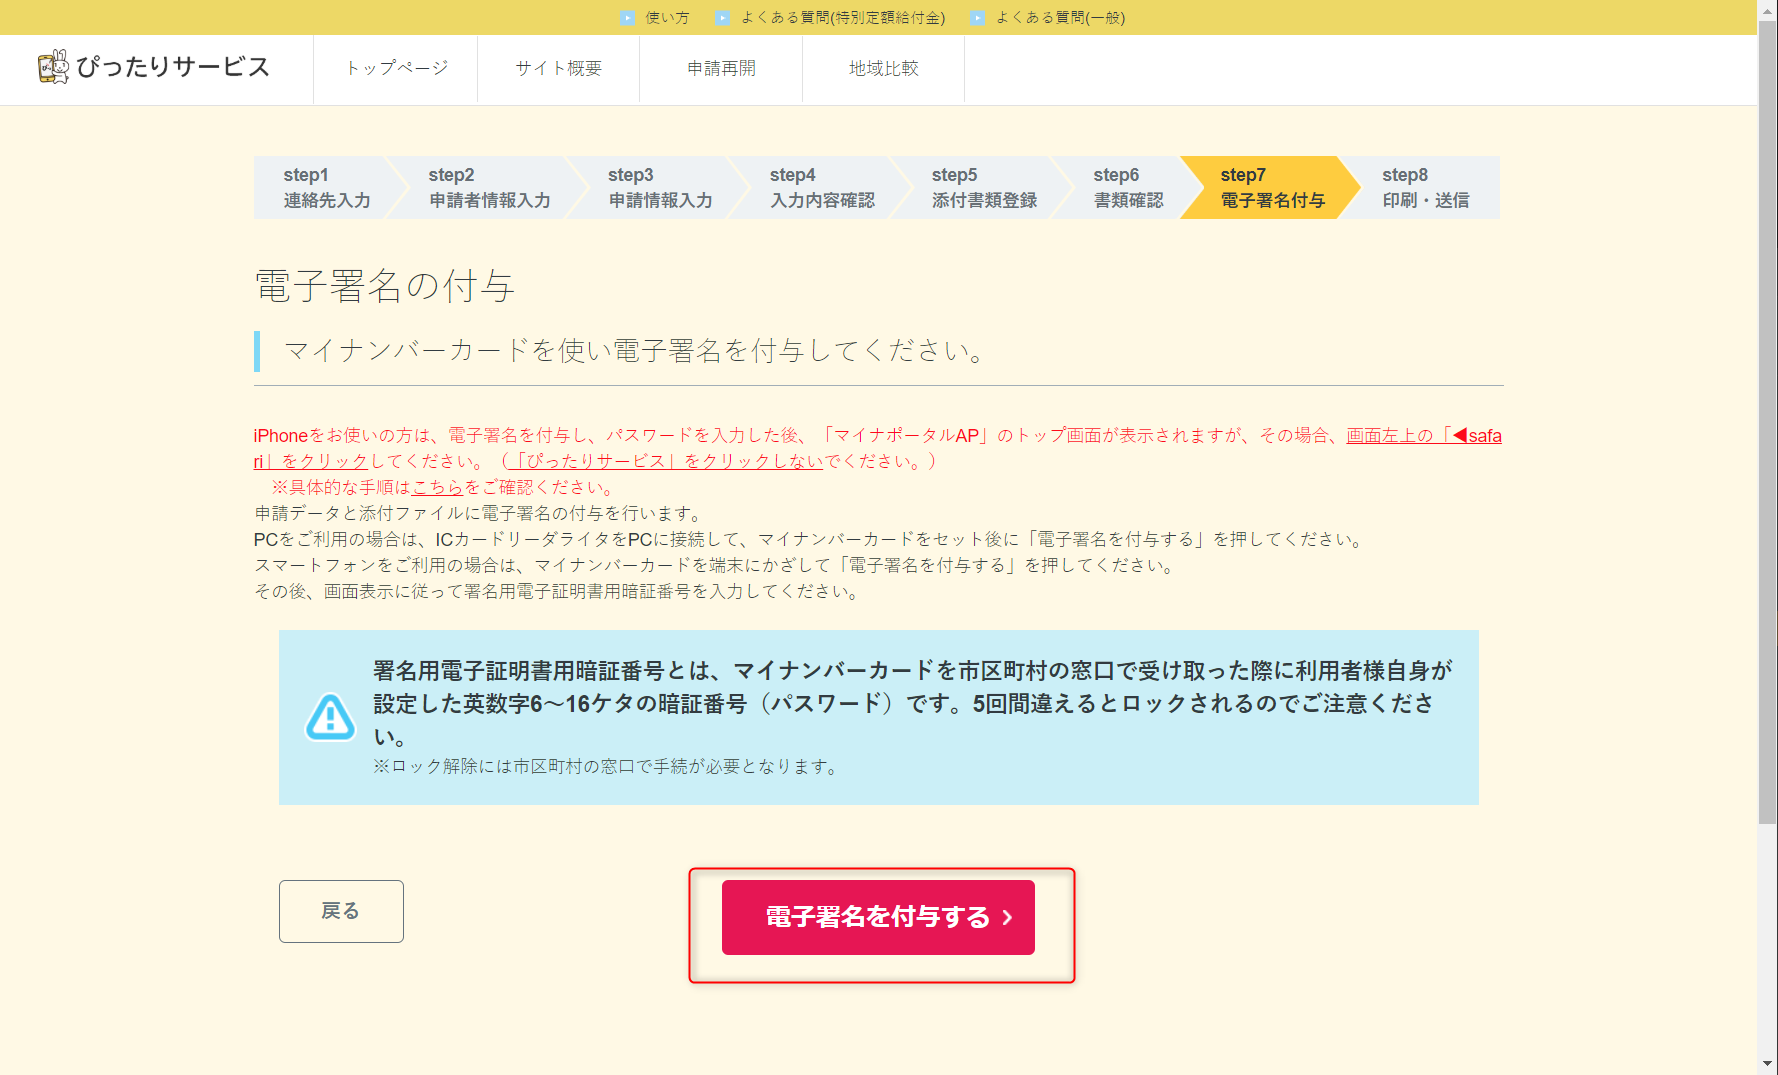 使い方 よくある質問(特別定額給付金) よくある質問(一般)
ぴったりサービス トップページ サイト概要 申請再開 地域比較
step1 step2 step3 step4 step5 step6 step7 step8
連絡先入力 申請者情報入力 申請情報入力 入力内容確認 添付書類登録 書類確認 電子署名付与 印刷・送信
電子署名の付与
マイナンバーカードを使い電子署名を付与してください。
iPhoneをお使いの方は、電子署名を付与し、パスワードを入力した後、「マイナポータルAP」のトップ画面が表示されますが、その場合、画面左上の「◀safa
ri」をクリックしてください。（「ぴったりサービス」をクリックしないでください。）
※具体的な手順はこちらをご確認ください。
申請データと添付ファイルに電子署名の付与を行います。
PCをご利用の場合は、ICカードリーダライタをPCに接続して、マイナンバーカードをセット後に「電子署名を付与する」を押してください。
スマートフォンをご利用の場合は、マイナンバーカードを端末にかざして「電子署名を付与する」を押してください。
その後、画面表示に従って署名用電子証明書用暗証番号を入力してください。
署名用電子証明書用暗証番号とは、マイナンバーカードを市区町村の窓口で受け取った際に利用者様自身が
設定した英数字6～16ケタの暗証番号（パスワード）です。5回間違えるとロックされるのでご注意くださ
い。
※ロック解除には市区町村の窓口で手続が必要となります。
戻る 電子署名を付与する